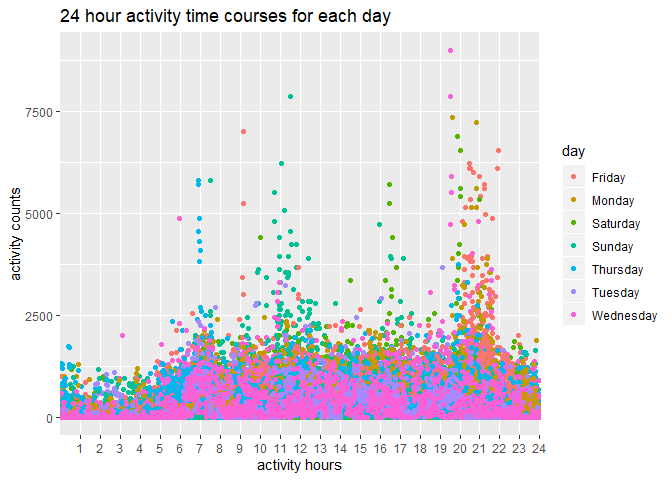 24 hour activity time courses for each day
activity counts
7500
5000
2500
0
1 2 3 4 5 6 7 8 9 10 11 12 13 14 15 16 17 18 19 20 21 22 23 24
activity hours
day
Friday
Monday
Saturday
Sunday
Thursday
Tuesday
Wednesday